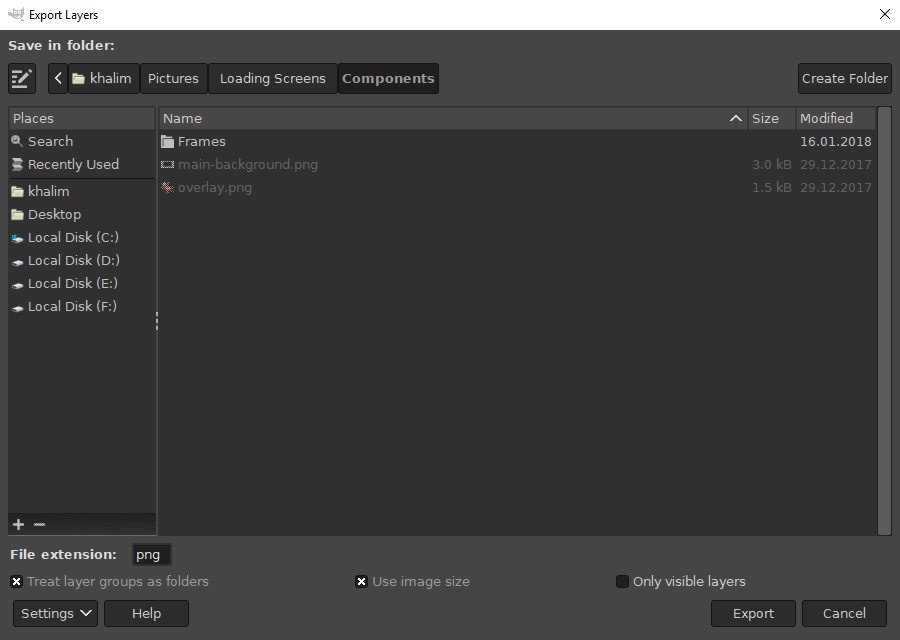 Export Layers
Save in folder:
khalim Pictures Loading Screens Components Create Folder
Places Name Size Modified
Search Frames 16.01.2018
Recently Used main-background.png 3.0 kB 29.12.2017
overlay.png 1.5 kB 29.12.2017
khalim
Desktop
Local Disk (C:)
Local Disk (D:)
Local Disk (E:)
Local Disk (F:)
File extension: png
Treat layer groups as folders Use image size Only visible layers
Settings Help Export Cancel